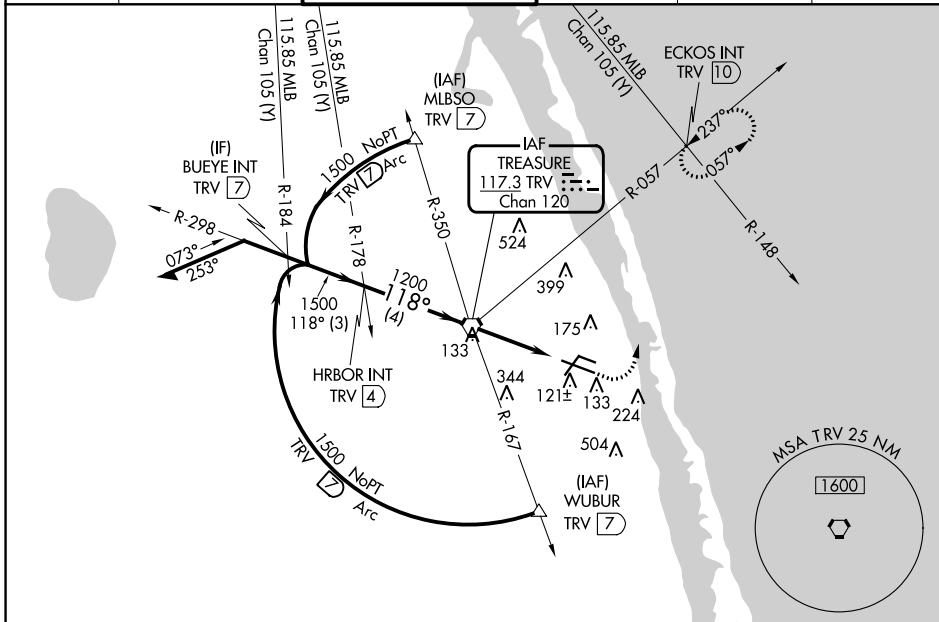 115.85 MLB
Chan 105 (Y)
R-184
115.85 MLB
Chan 105 (Y)
R-178
115.85 MLB
Chan 105 (Y)
R-148
ECKOS INT
TRV 10
237°
057°
R-057
(IAF)
MLBSO
TRV 7
1500 NoPT
TRV 7 Arc
R-350
IAF
TREASURE
117.3 TRV
Chan 120
(IF)
BUEYE INT
TRV 7
R-298
073°
253°
1500
118° (3)
1200
118°
(4)
HRBOR INT
TRV 4
524
399
175
133
344
121±
133
224
504
R-167
1500 NoPT
TRV 7 Arc
(IAF)
WUBUR
TRV 7
MSA TRV 25 NM
1600